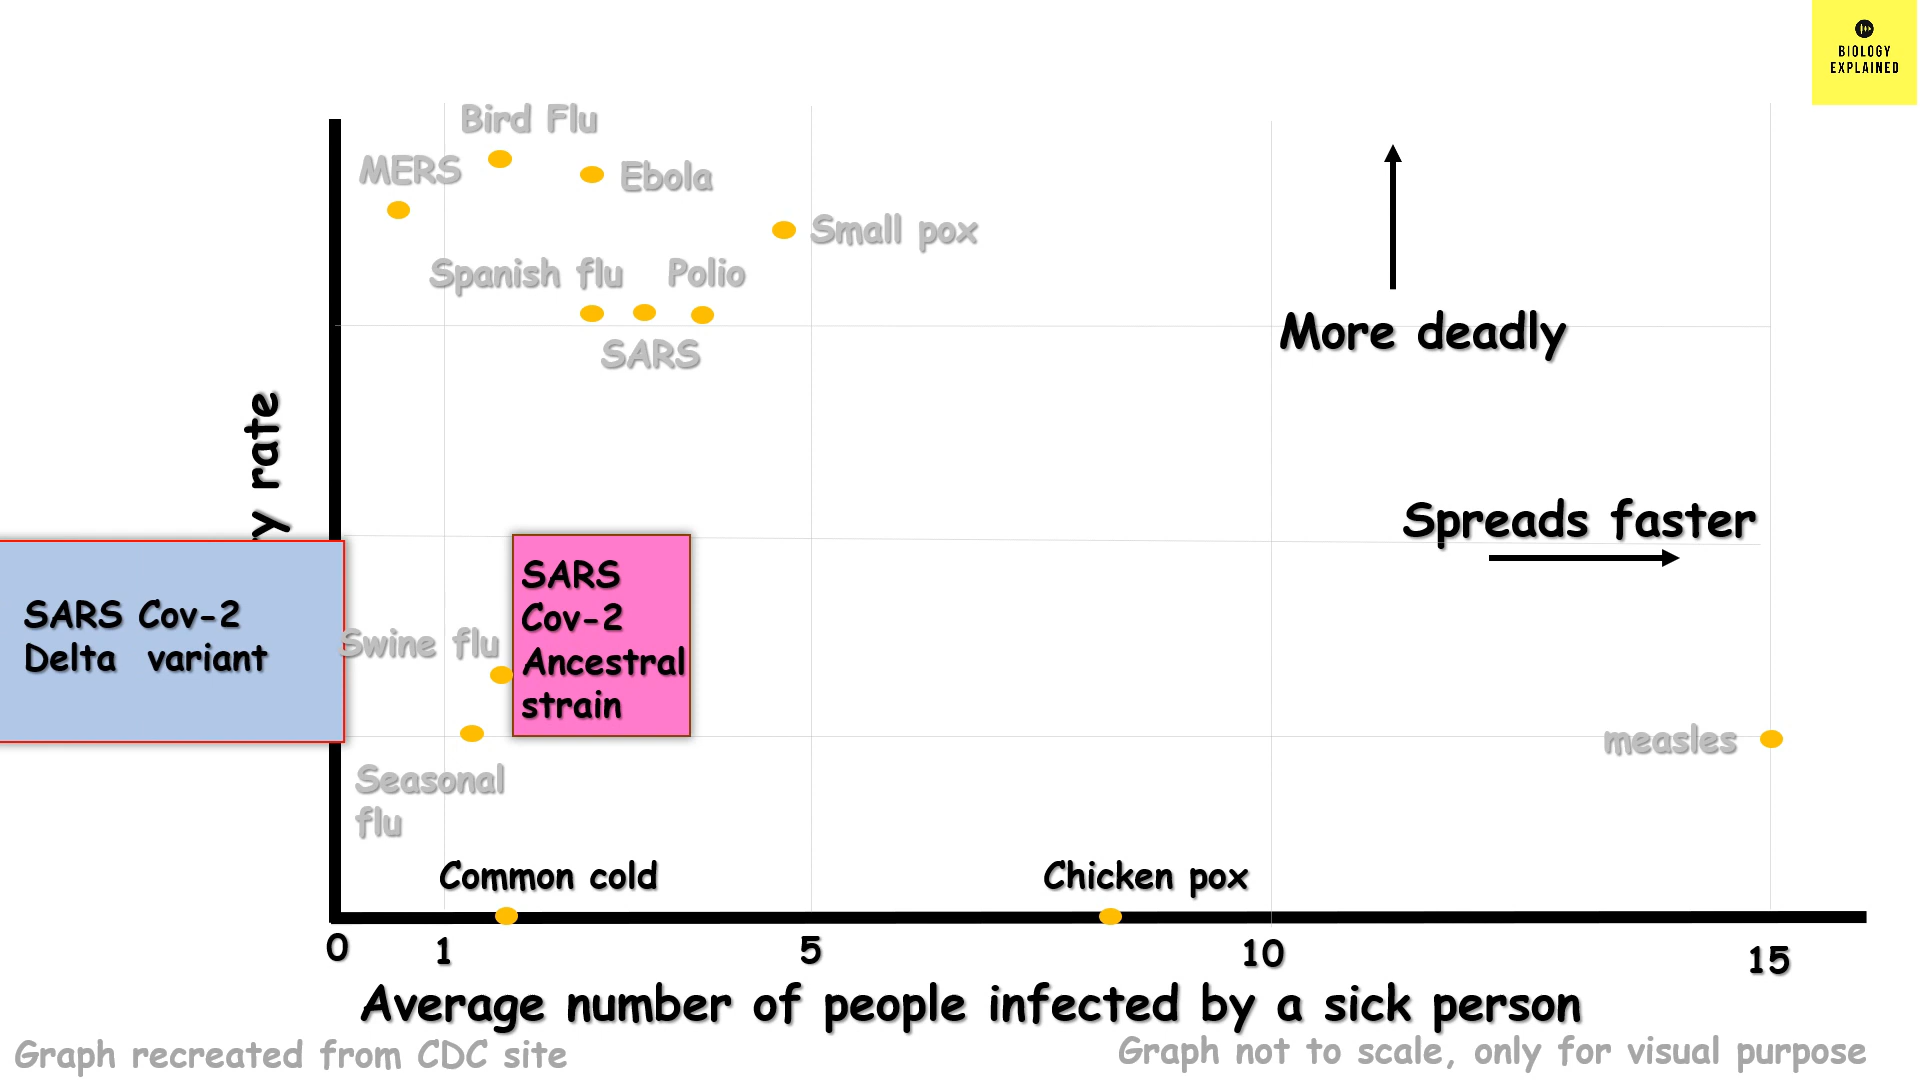 BIOLOGY
EXPLAINED
Bird Flu
MERS
Ebola
Small pox
Spanish flu
Polio
SARS
More deadly
rate
Spreads faster
SARS Cov-2
Delta variant
Swine flu
SARS
Cov-2
Ancestral
strain
measles
Seasonal
flu
Common cold
Chicken pox
0
1
5
10
15
Average number of people infected by a sick person
Graph recreated from CDC site
Graph not to scale, only for visual purpose